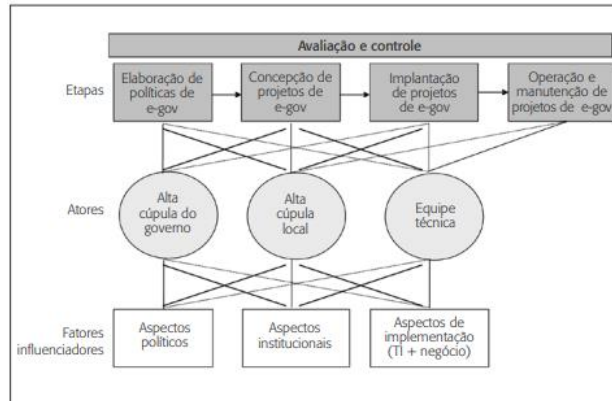 Avaliação e controle
Etapas
Elaboração de
políticas de
e-gov
Concepção de
projetos de
e-gov
Implantação
de projetos
de e-gov
Operação e
manutenção de
projetos de e-gov
Atores
Alta
cúpula do
governo
Alta
cúpula
local
Equipe
técnica
Fatores
influenciadores
Aspectos
políticos
Aspectos
institucionais
Aspectos de
implementação
(TI + negócio)